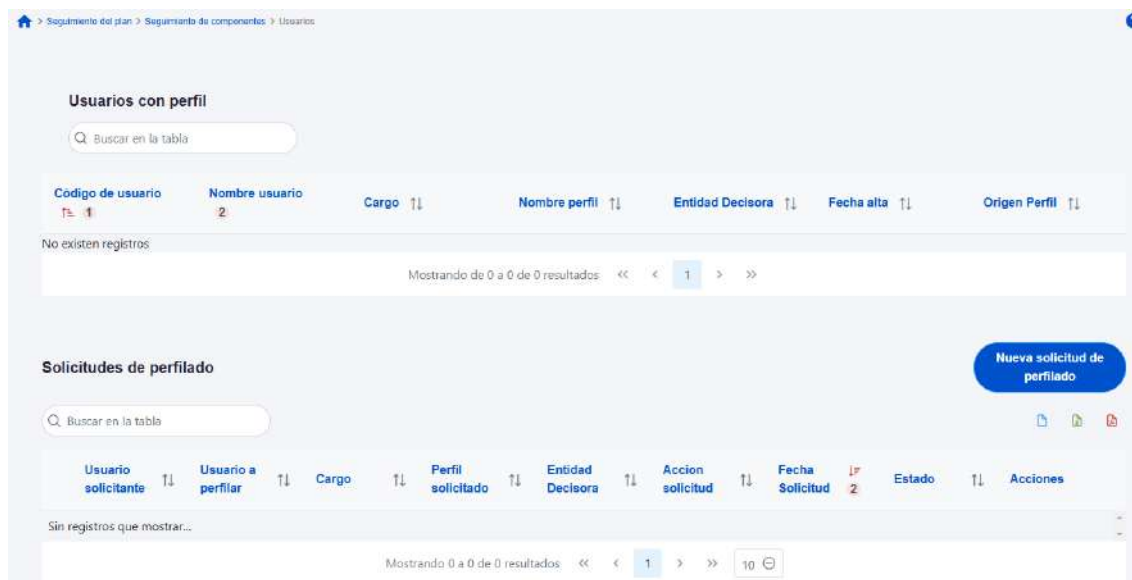 > Seguimiento del plan > Seguimiento de componentes > Usuarios
Usuarios con perfil
Buscar en la tabla
Código de usuario 1 Nombre usuario 2 Cargo Nombre perfil Entidad Decisora Fecha alta Origen Perfil
No existen registros
Mostrando de 0 a 0 de 0 resultados << < 1 > >>
Solicitudes de perfilado
Nueva solicitud de
perfilado
Buscar en la tabla
Usuario solicitante Usuario a perfilar Cargo Perfil solicitado Entidad Decisora Accion solicitud Fecha Solicitud 2 Estado Acciones
Sin registros que mostrar...
Mostrando 0 a 0 de 0 resultados << < 1 > >> 10